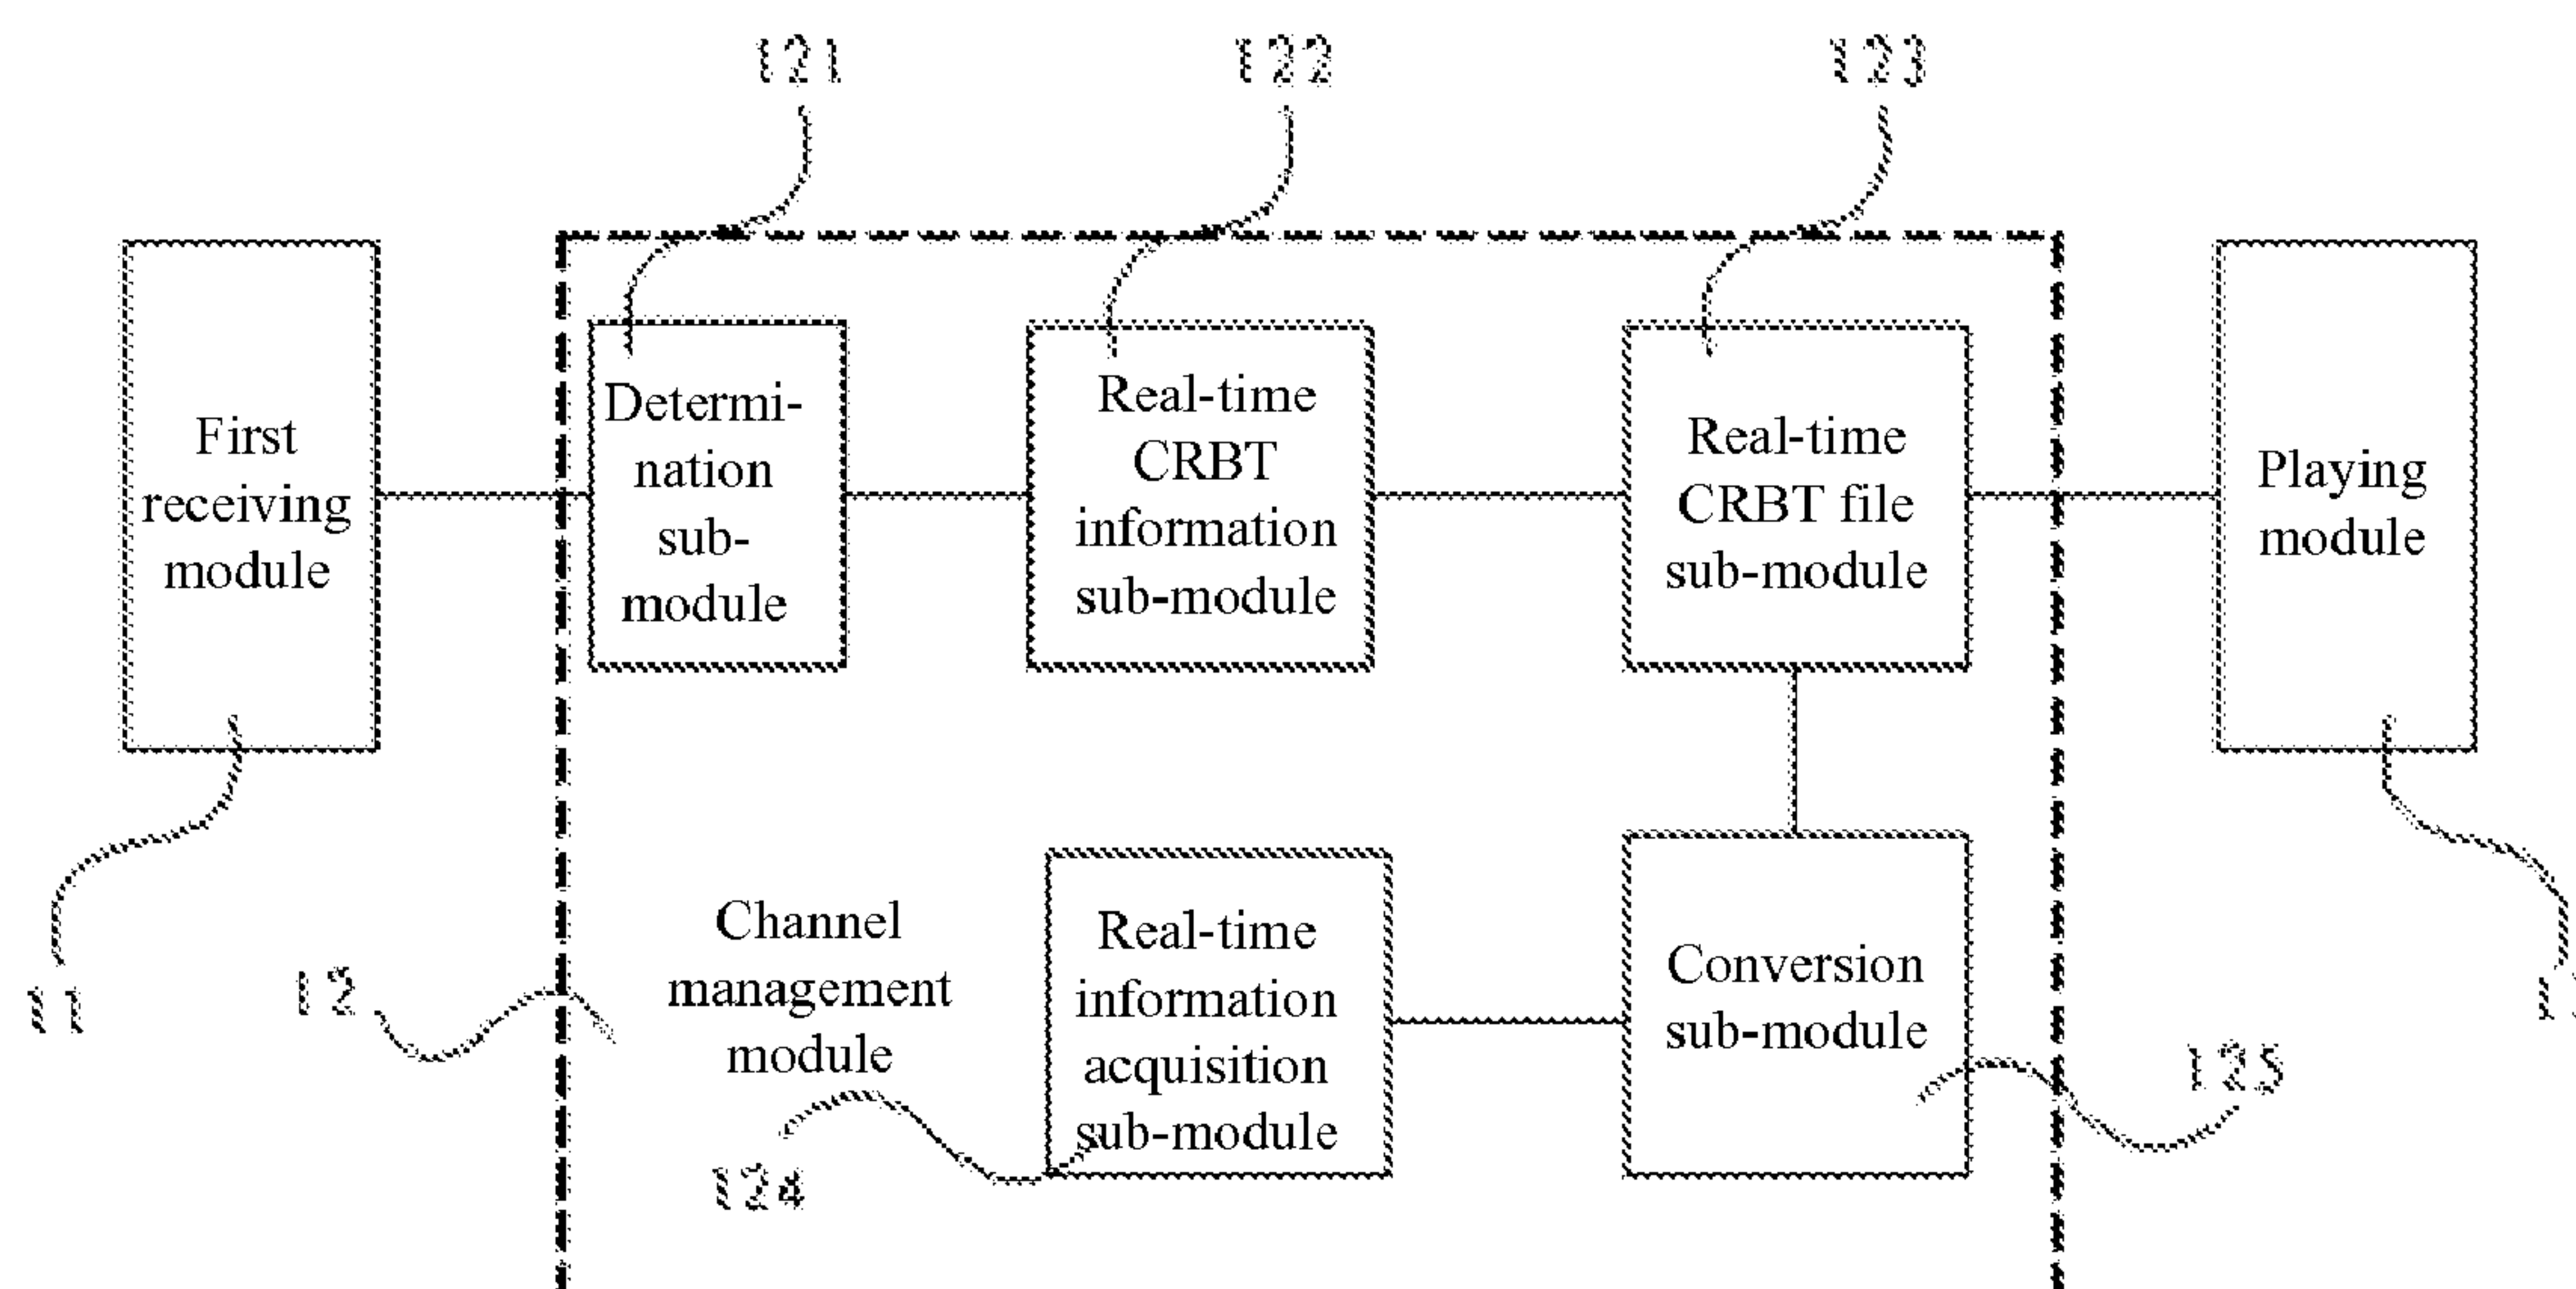 121
122
123
First
receiving
module
Determi-
nation
sub-
module
Real-time
CRBT
information
sub-module
Real-time
CRBT file
sub-module
Playing
module
Channel
management
module
Real-time
information
acquisition
sub-module
Conversion
sub-module
11
12
124
125